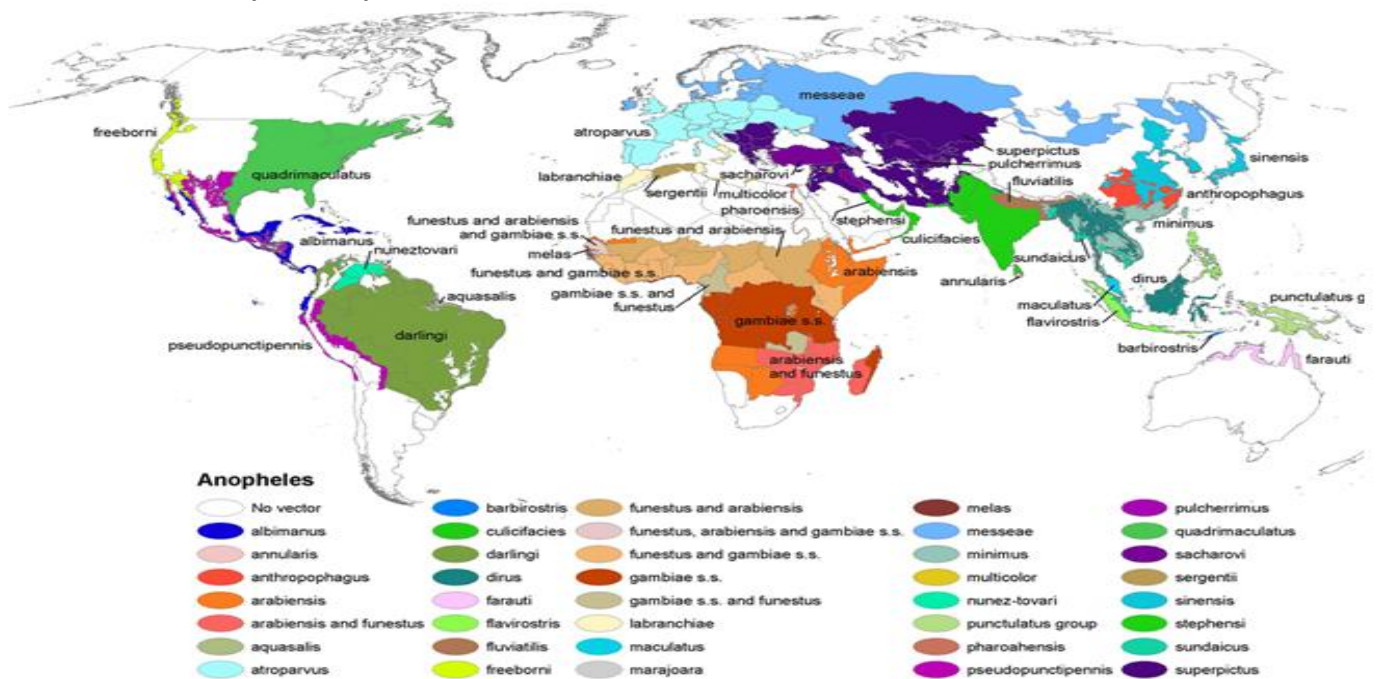 messeae
freeborni
atroparvus
superpictus
quadrimaculatus
pulcherrimus
sinensis
sacharovi
fluviatilis
labranchiae
sergentii
multicolor
anthropophagus
pharoensis
stephensi
funestus and arabiensis
and gambiae s.s.
funestus and arabiensis
minimus
albimanus
nuneztovari
culicifacies
melas
sundaicus
arabiensis
funestus and gambiae s.s.
annularis
dirus
aquasalis
gambiae s.s. and
funestus
punctulatus g
maculatus
gambiae s.s.
flavirostris
darlingi
pseudopunctipennis
barbirostris
arabiensis
and funestus
farauti
Anopheles
No vector
albimanus
annularis
anthropophagus
arabiensis
arabiensis and funestus
aquasalis
atroparvus
barbirostris
culicifacies
darlingi
dirus
farauti
flavirostris
fluviatilis
freeborni
funestus and arabiensis
funestus, arabiensis and gambiae s.s.
funestus and gambiae s.s.
gambiae s.s.
gambiae s.s. and funestus
labranchiae
maculatus
marajoara
melas
messeae
minimus
multicolor
nunez-tovari
punctulatus group
pharoahensis
pseudopunctipennis
pulcherrimus
quadrimaculatus
sacharovi
sergentii
sinensis
stephensi
sundaicus
superpictus